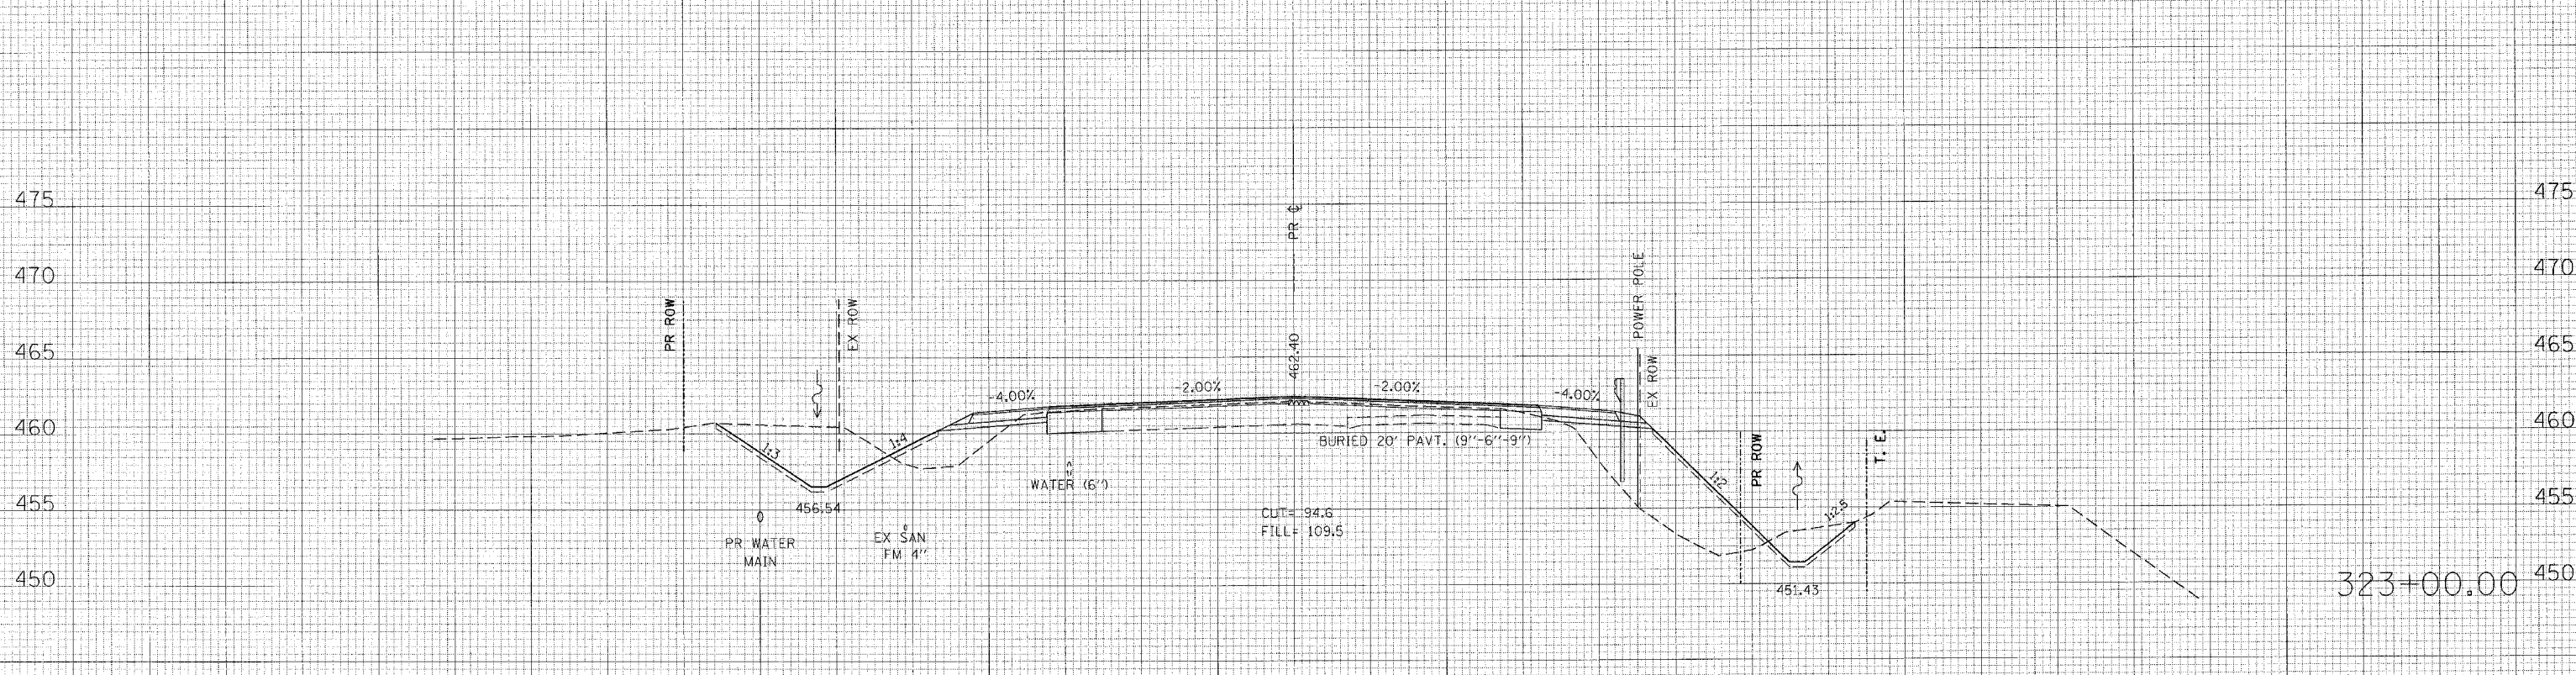 475
475
PR ℄
470
470
POWER POLE
PR ROW
EX ROW
465
465
462.40
EX ROW
-4.00%
-2.00%
-2.00%
-4.00%
460
460
1:3
1:4
BURIED 20' PAVT. (9"-6"-9")
PR ROW
T. E.
WATER (6")
1:2
455
455
456.54
1:2.5
CUT= 94.6
FILL= 109.5
PR WATER
MAIN
EX SAN
FM 4"
450
450
451.43
323+00.00